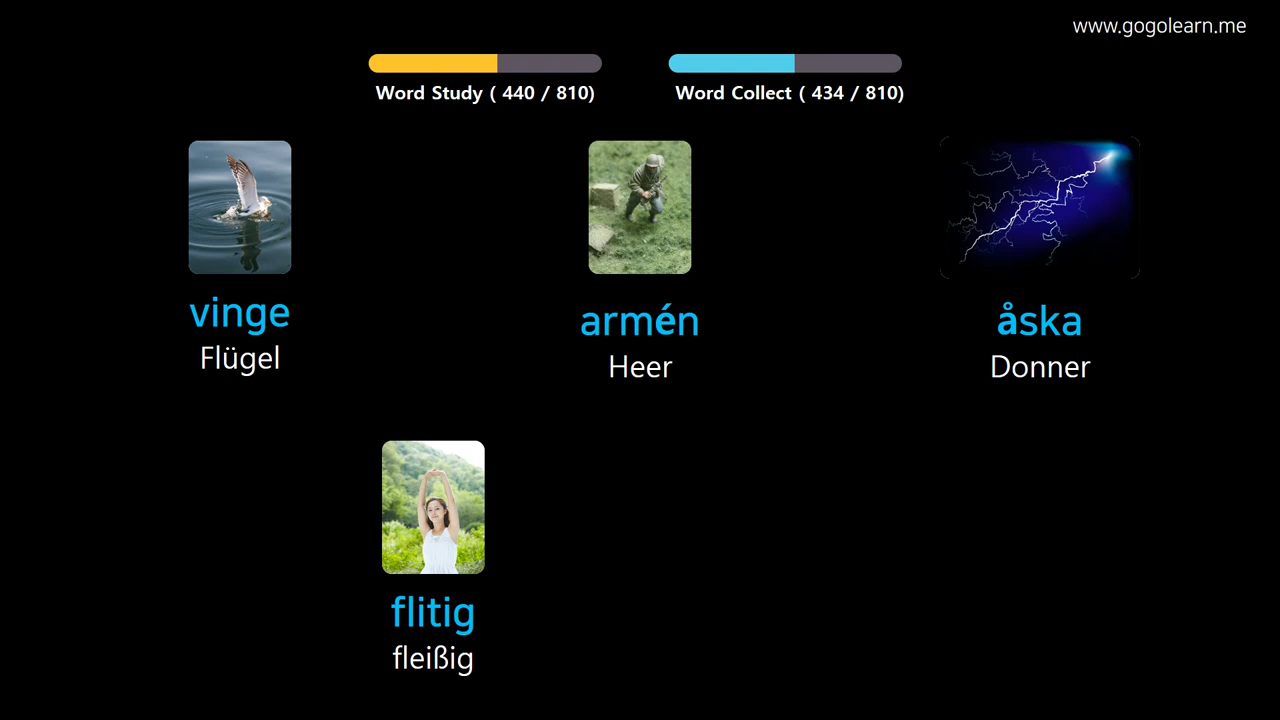 www.gogolearn.me
Word Study ( 440 / 810)
Word Collect ( 434 / 810)
vinge
Flügel
armén
Heer
åska
Donner
flitig
fleißig